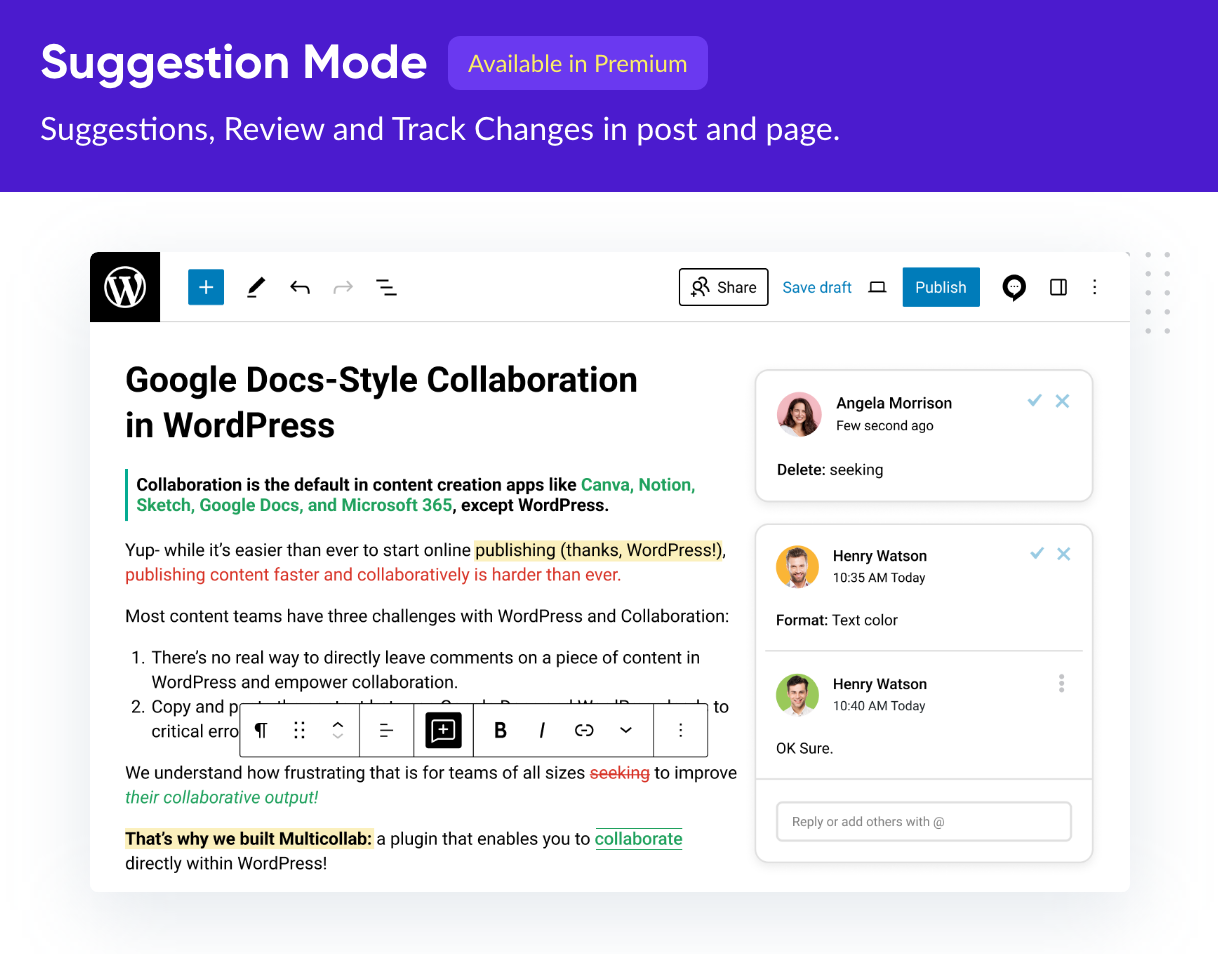 Suggestion Mode
Available in Premium
Suggestions, Review and Track Changes in post and page.
Share
Save draft
Publish
Google Docs-Style Collaboration
in WordPress
Collaboration is the default in content creation apps like Canva, Notion,
Sketch, Google Docs, and Microsoft 365, except WordPress.
Yup- while it’s easier than ever to start online publishing (thanks, WordPress!),
publishing content faster and collaboratively is harder than ever.
Most content teams have three challenges with WordPress and Collaboration:
1. There’s no real way to directly leave comments on a piece of content in
WordPress and empower collaboration.
2. Copy and to
critical
B I
We understand how frustrating that is for teams of all sizes seeking to improve
their collaborative output!
That’s why we built Multicollab: a plugin that enables you to collaborate
directly within WordPress!
Angela Morrison
Few second ago
Delete: seeking
Henry Watson
10:35 AM Today
Format: Text color
Henry Watson
10:40 AM Today
OK Sure.
Reply or add others with @